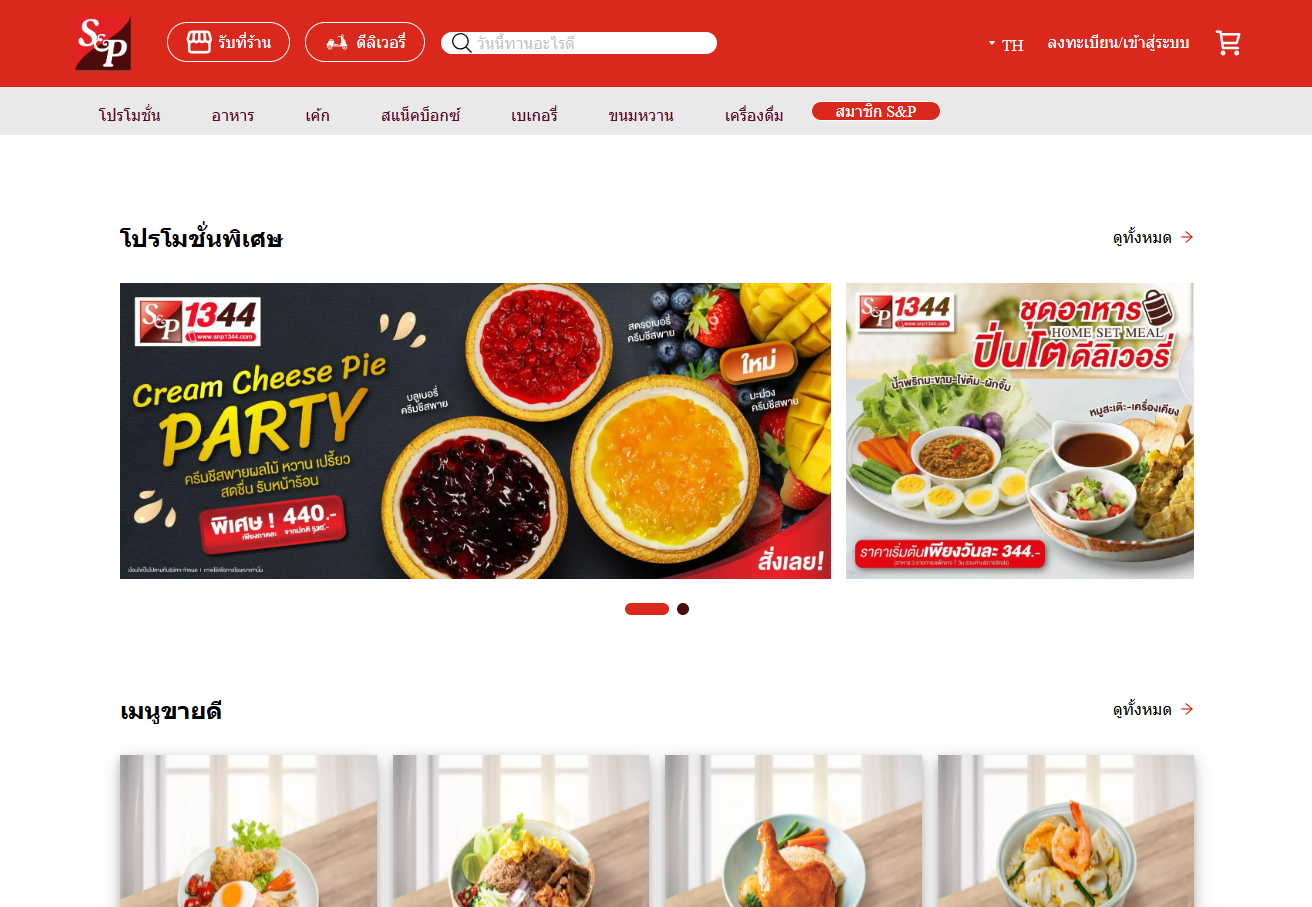 S&P
รับที่ร้าน
ดีลิเวอรี่
วันนี้ทานอะไรดี
TH
ลงทะเบียน/เข้าสู่ระบบ
โปรโมชั่น
อาหาร
เค้ก
สแน็คบ็อกซ์
เบเกอรี่
ขนมหวาน
เครื่องดื่ม
สมาชิก S&P
โปรโมชั่นพิเศษ
ดูทั้งหมด
S&P 1344
www.snp1344.com
Cream Cheese Pie
PARTY
ครีมชีสพายผลไม้ หวาน เปรี้ยว
สดชื่น รับหน้าร้อน
พิเศษ ! 440.-
จากปกติ 520.-
สตรอเบอรี่
ครีมชีสพาย
บลูเบอรี่
ครีมชีสพาย
ใหม่
มะม่วง
ครีมชีสพาย
สั่งเลย!
S&P 1344
www.snp1344.com
ชุดอาหาร
HOME SET MEAL
ปิ่นโตดีลิเวอรี่
น้ำพริกมะขาม-ไข่ต้ม-ผักจิ้ม
หมูสะเต๊ะ-เครื่องเคียง
ราคาเริ่มต้นเพียงวันละ 344.-
เมนูขายดี
ดูทั้งหมด